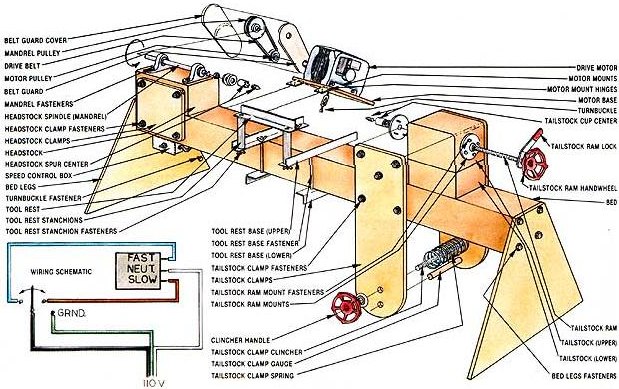 BELT GUARD COVER
MANDREL PULLEY
DRIVE BELT
MOTOR PULLEY
BELT GUARD
MANDREL FASTENERS
HEADSTOCK SPINDLE (MANDREL)
HEADSTOCK CLAMP FASTENERS
HEADSTOCK CLAMPS
HEADSTOCK
HEADSTOCK SPUR CENTER
SPEED CONTROL BOX
BED LEGS
TURNBUCKLE FASTENER
TOOL REST
TOOL REST STANCHIONS
TOOL REST STANCHION FASTENERS
DRIVE MOTOR
MOTOR MOUNTS
MOTOR MOUNT HINGES
MOTOR BASE
TURNBUCKLE
TAILSTOCK CUP CENTER
TAILSTOCK RAM LOCK
TAILSTOCK RAM HANDWHEEL
BED
TOOL REST BASE (UPPER)
TOOL REST BASE FASTENER
TOOL REST BASE (LOWER)
TAILSTOCK CLAMP FASTENERS
TAILSTOCK CLAMPS
TAILSTOCK RAM MOUNT FASTENERS
TAILSTOCK RAM MOUNTS
CLINCHER HANDLE
TAILSTOCK CLAMP CLINCHER
TAILSTOCK CLAMP GAUGE
TAILSTOCK CLAMP SPRING
TAILSTOCK RAM
TAILSTOCK (UPPER)
TAILSTOCK (LOWER)
BED LEGS FASTENERS
WIRING SCHEMATIC
FAST
NEUT.
SLOW
GRND.
110 V